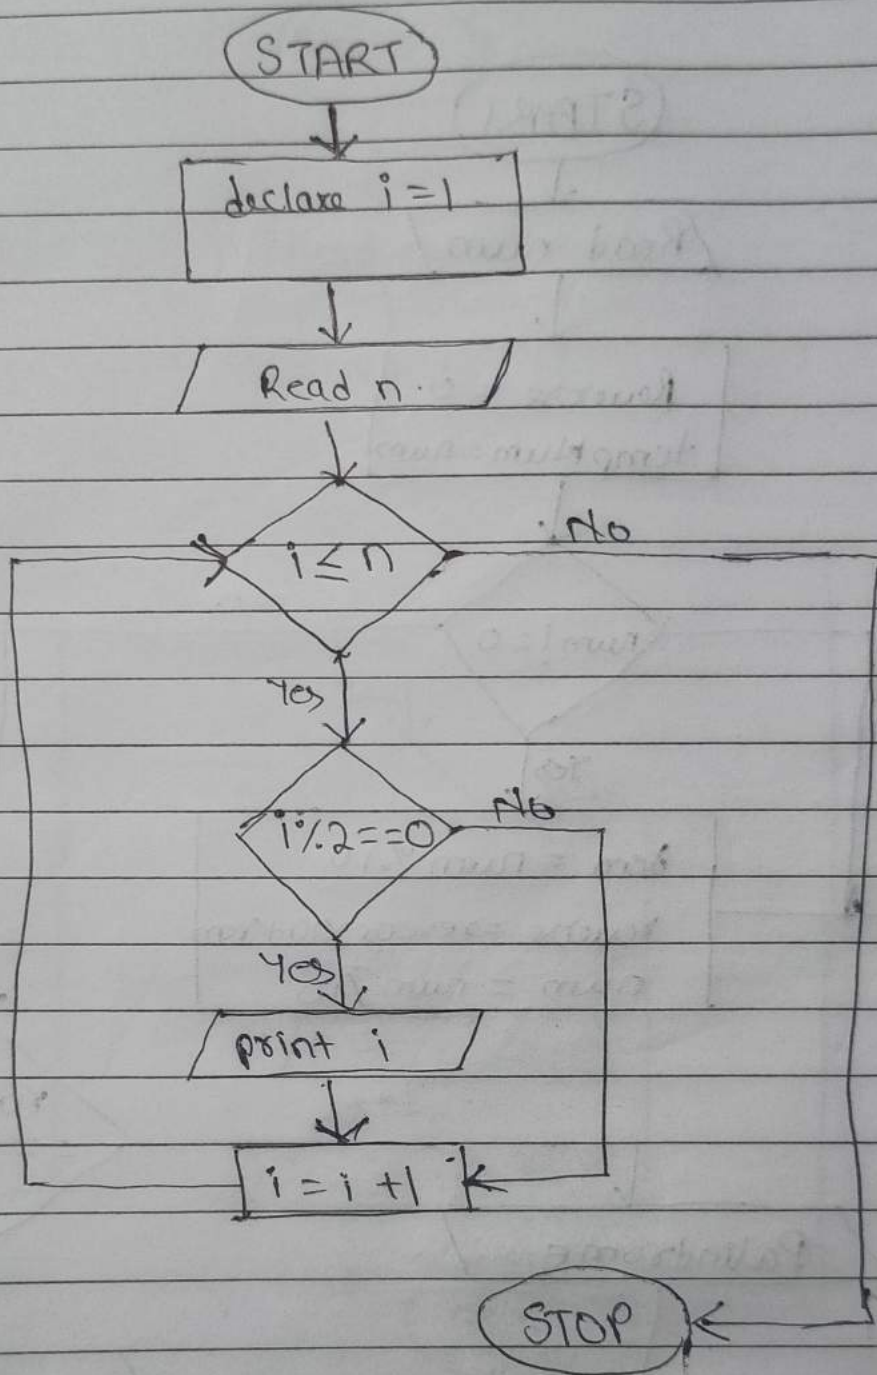 START
declare i = 1
Read n.
i ≤ n
No
Yes
i%2==0
No
Yes
print i
i = i + 1
STOP